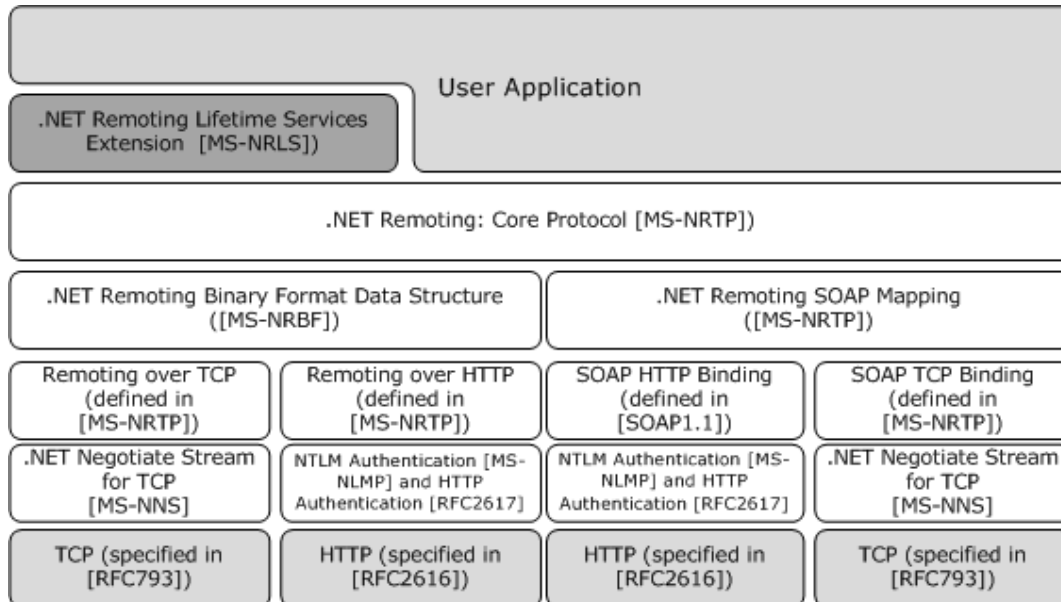 User Application
.NET Remoting Lifetime Services
Extension  [MS-NRLS])
.NET Remoting: Core Protocol [MS-NRTP])
.NET Remoting Binary Format Data Structure
([MS-NRBF])
.NET Remoting SOAP Mapping
([MS-NRTP])
Remoting over TCP
(defined in
[MS-NRTP])
Remoting over HTTP
(defined in
[MS-NRTP])
SOAP HTTP Binding
(defined in
[SOAP1.1])
SOAP TCP Binding
(defined in
[MS-NRTP])
.NET Negotiate Stream
for TCP
[MS-NNS]
NTLM Authentication [MS-
NLMP] and HTTP
Authentication [RFC2617]
NTLM Authentication [MS-
NLMP] and HTTP
Authentication [RFC2617]
.NET Negotiate Stream
for TCP
[MS-NNS]
TCP (specified in
[RFC793])
HTTP (specified in
[RFC2616])
HTTP (specified in
[RFC2616])
TCP (specified in
[RFC793])